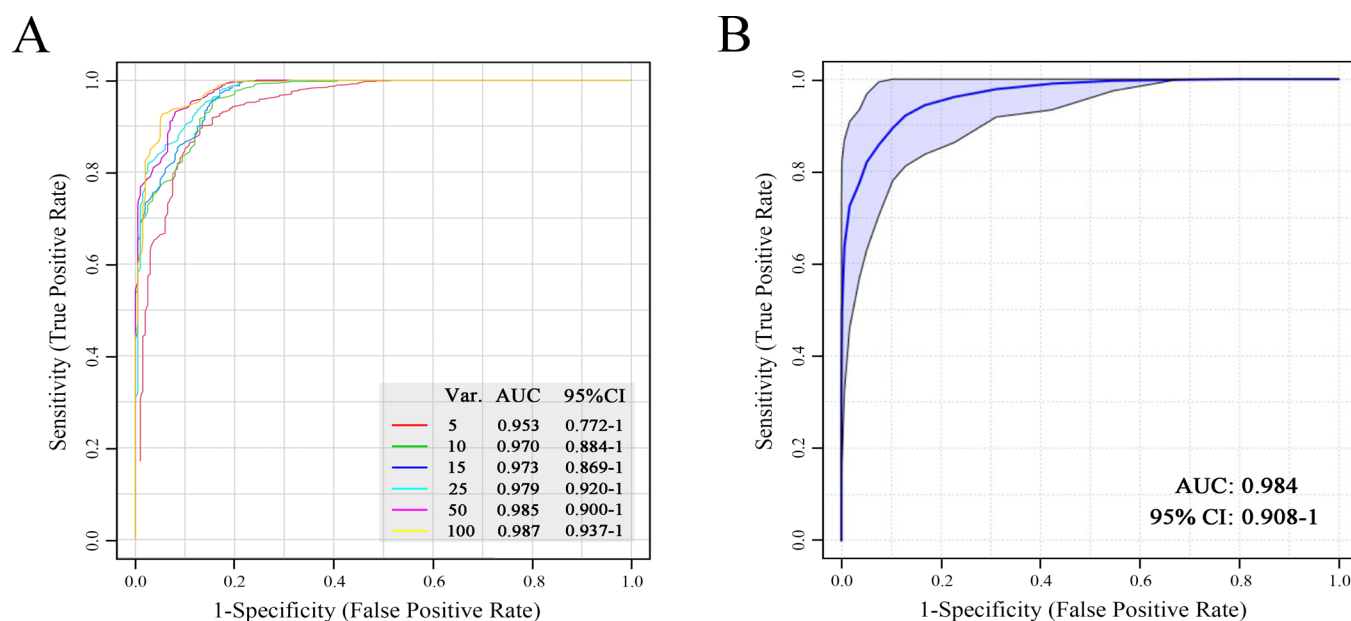 A
Sensitivity (True Positive Rate)
1.0
0.8
0.6
0.4
0.2
0.0
Var. AUC 95%CI
5 0.953 0.772-1
10 0.970 0.884-1
15 0.973 0.869-1
25 0.979 0.920-1
50 0.985 0.900-1
100 0.987 0.937-1
0.0 0.2 0.4 0.6 0.8 1.0
1-Specificity (False Positive Rate)
B
Sensitivity (True Positive Rate)
1.0
0.8
0.6
0.4
0.2
0.0
AUC: 0.984
95% CI: 0.908-1
0.0 0.2 0.4 0.6 0.8 1.0
1-Specificity (False Positive Rate)